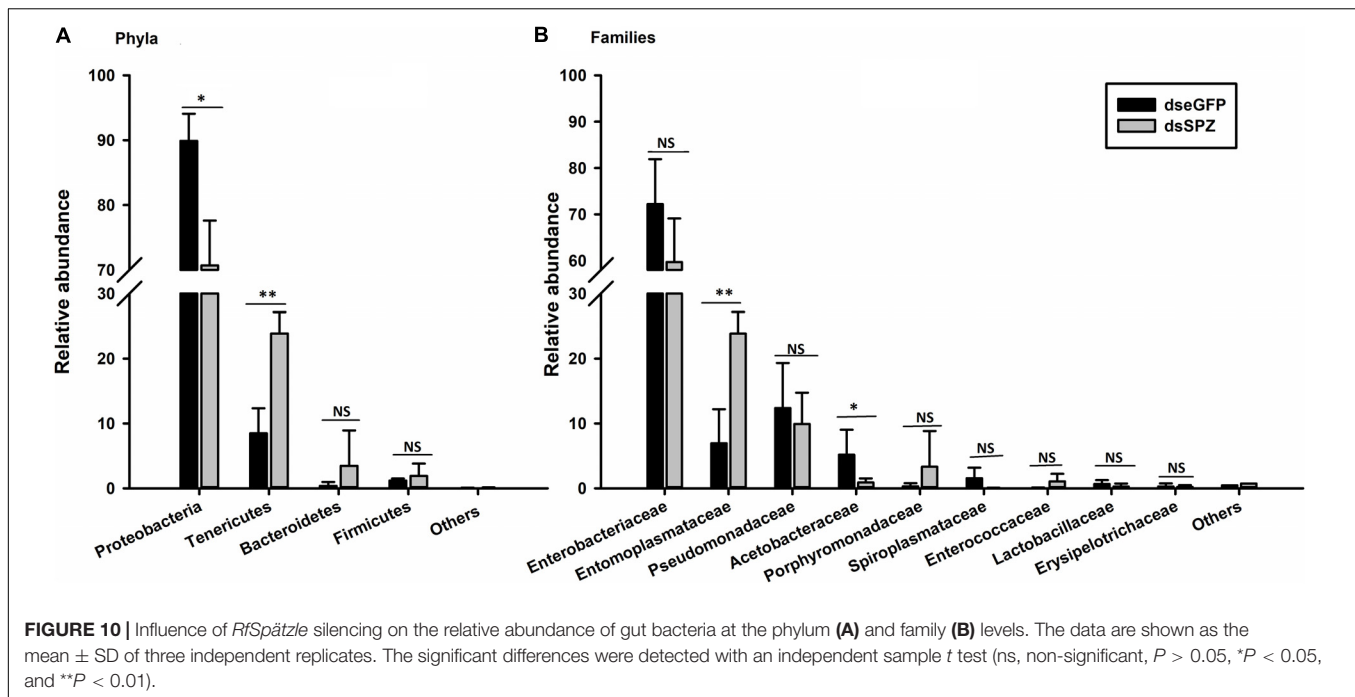 A Phyla
B Families
dseGFP
dsSPZ
Relative abundance
100
90
80
70
30
20
10
0
*
**
NS
NS
Proteobacteria
Tenericutes
Bacteroidetes
Firmicutes
Others
Relative abundance
100
90
80
70
60
30
20
10
0
NS
**
NS
*
NS
NS
NS
NS
NS
Enterobacteriaceae
Entomoplasmataceae
Pseudomonadaceae
Acetobacteraceae
Porphyromonadaceae
Spiroplasmataceae
Enterococcaceae
Lactobacillaceae
Erysipelotrichaceae
Others
FIGURE 10 | Influence of RfSpätzle silencing on the relative abundance of gut bacteria at the phylum (A) and family (B) levels. The data are shown as the
mean ± SD of three independent replicates. The significant differences were detected with an independent sample t test (ns, non-significant, P > 0.05, *P < 0.05,
and **P < 0.01).